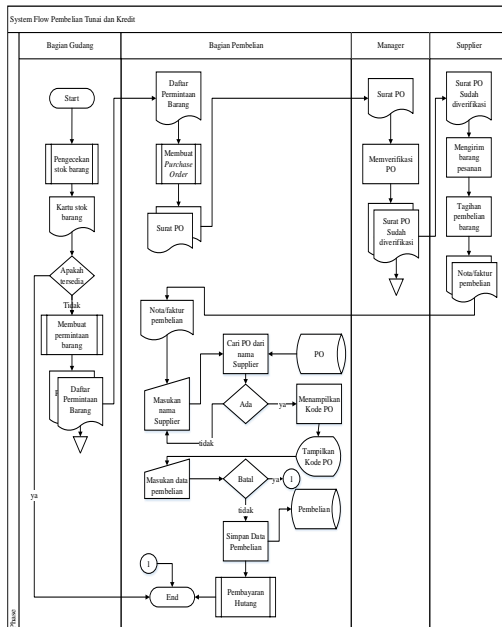 System Flow Pembelian Tunai dan Kredit
Bagian Gudang
Bagian Pembelian
Manager
Supplier
Start
Pengecekan
stok barang
Kartu stok
barang
Apakah
tersedia
Tidak
Membuat
permintaan
barang
Daftar
Permintaan
Barang
ya
Daftar
Permintaan
Barang
Membuat
Purchase
Order
Surat PO
Surat PO
Memverifikasi
PO
Surat PO
Sudah
diverifikasi
Surat PO
Sudah
diverifikasi
Mengirim
barang
pesanan
Tagihan
pembelian
barang
Nota/faktur
pembelian
Nota/faktur
pembelian
Masukan
nama
Supplier
Cari PO dari
nama
Supplier
PO
Ada
ya
tidak
Menampilkan
Kode PO
Tampilkan
Kode PO
Masukan data
pembelian
Batal
ya
1
tidak
Simpan Data
Pembelian
Pembelian
Pembayaran
Hutang
1
End
Phase